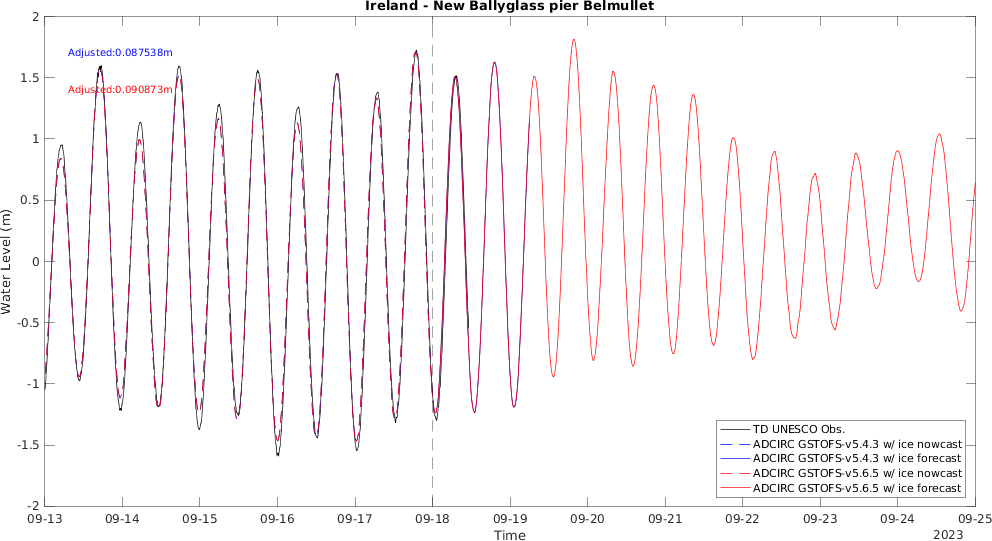 Ireland - New Ballyglass pier Belmullet
Adjusted:0.087538m
Adjusted:0.090873m
Water Level (m)
2
1.5
1
0.5
0
-0.5
-1
-1.5
-2
TD UNESCO Obs.
ADCIRC GSTOFS-v5.4.3 w/ ice nowcast
ADCIRC GSTOFS-v5.4.3 w/ ice forecast
ADCIRC GSTOFS-v5.6.5 w/ ice nowcast
ADCIRC GSTOFS-v5.6.5 w/ ice forecast
09-13 09-14 09-15 09-16 09-17 09-18 09-19 09-20 09-21 09-22 09-23 09-24 09-25
Time
2023